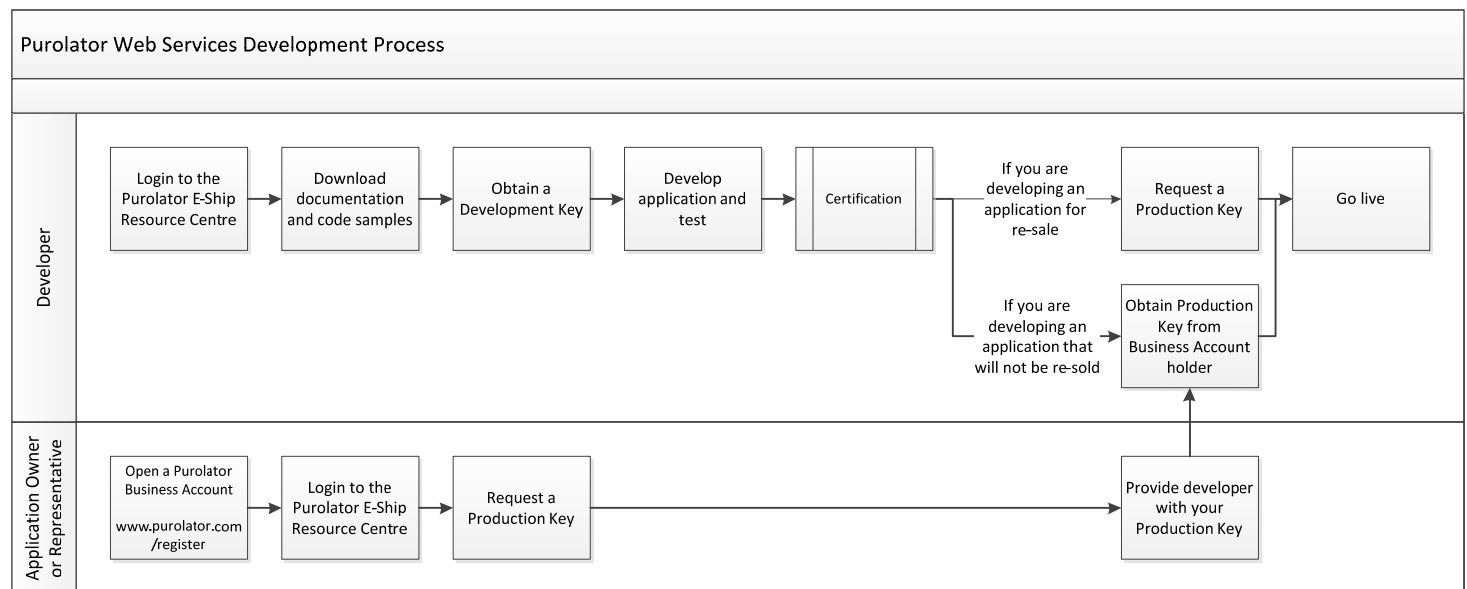 Purolator Web Services Development Process
Developer
Login to the
Purolator E-Ship
Resource Centre
Download
documentation
and code samples
Obtain a
Development Key
Develop
application and
test
Certification
If you are
developing an
application for
re-sale
Request a
Production Key
Go live
If you are
developing an
application that
will not be re-sold
Obtain Production
Key from
Business Account
holder
Application Owner
or Representative
Open a Purolator
Business Account
www.purolator.com
/register
Login to the
Purolator E-Ship
Resource Centre
Request a
Production Key
Provide developer
with your
Production Key